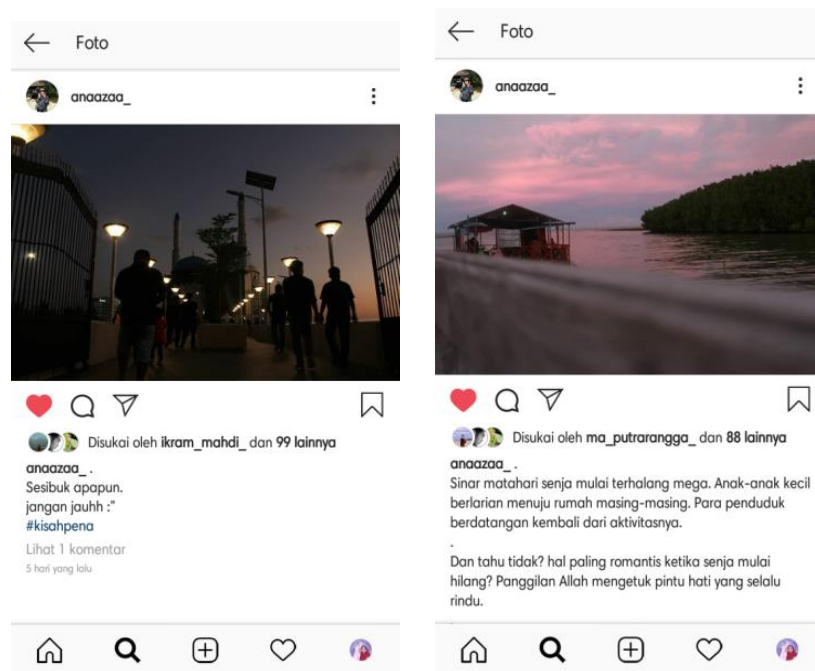 Foto
anaazaa_
Disukai oleh ikram_mahdi_ dan 99 lainnya
anaazaa_ .
Sesibuk apapun.
jangan jauhh :"
#kisahpena
Lihat 1 komentar
5 hari yang lalu
Foto
anaazaa_
Disukai oleh ma_putrarangga_ dan 88 lainnya
anaazaa_ .
Sinar matahari senja mulai terhalang mega. Anak-anak kecil
berlarian menuju rumah masing-masing. Para penduduk
berdatangan kembali dari aktivitasnya.
.
Dan tahu tidak? hal paling romantis ketika senja mulai
hilang? Panggilan Allah mengetuk pintu hati yang selalu
rindu.
.